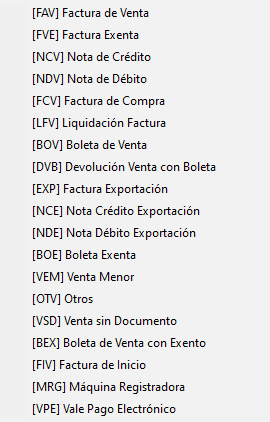 [FAV] Factura de Venta
[FVE] Factura Exenta
[NCV] Nota de Crédito
[NDV] Nota de Débito
[FCV] Factura de Compra
[LFV] Liquidación Factura
[BOV] Boleta de Venta
[DVB] Devolución Venta con Boleta
[EXP] Factura Exportación
[NCE] Nota Crédito Exportación
[NDE] Nota Débito Exportación
[BOE] Boleta Exenta
[VEM] Venta Menor
[OTV] Otros
[VSD] Venta sin Documento
[BEX] Boleta de Venta con Exento
[FIV] Factura de Inicio
[MRG] Máquina Registradora
[VPE] Vale Pago Electrónico